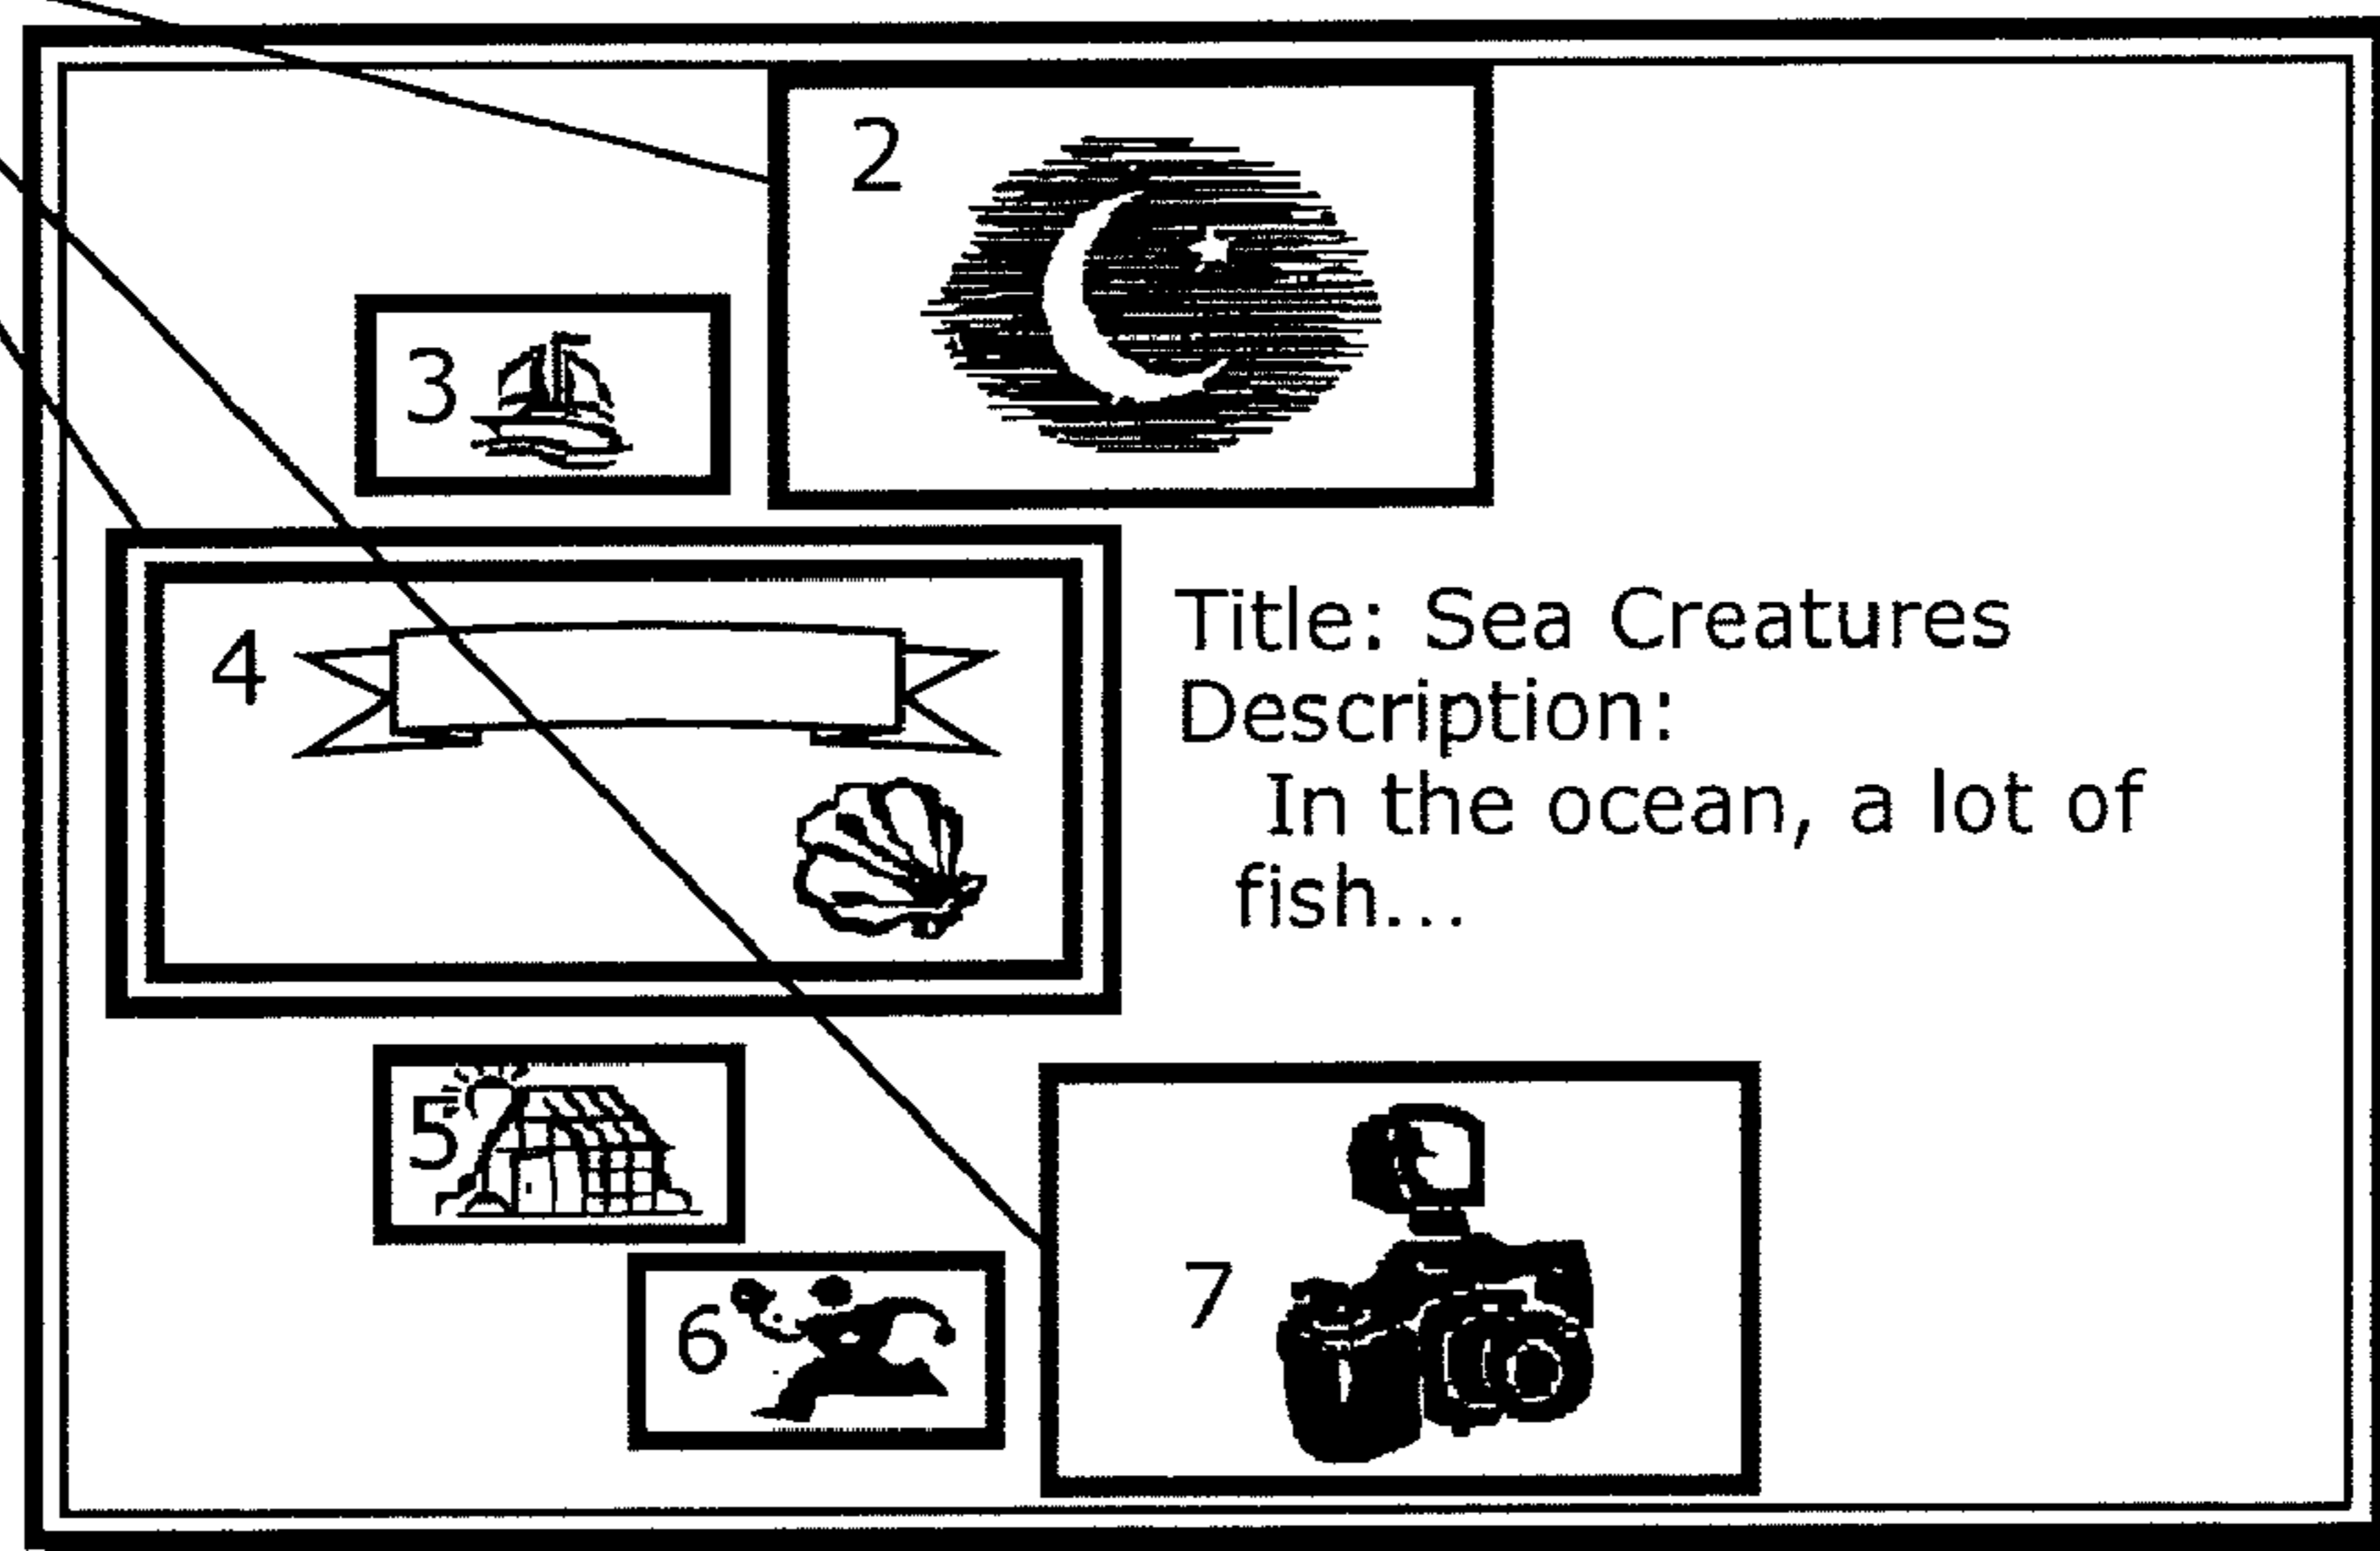 2
3
4
Title: Sea Creatures
Description:
In the ocean, a lot of
fish...
5
6
7